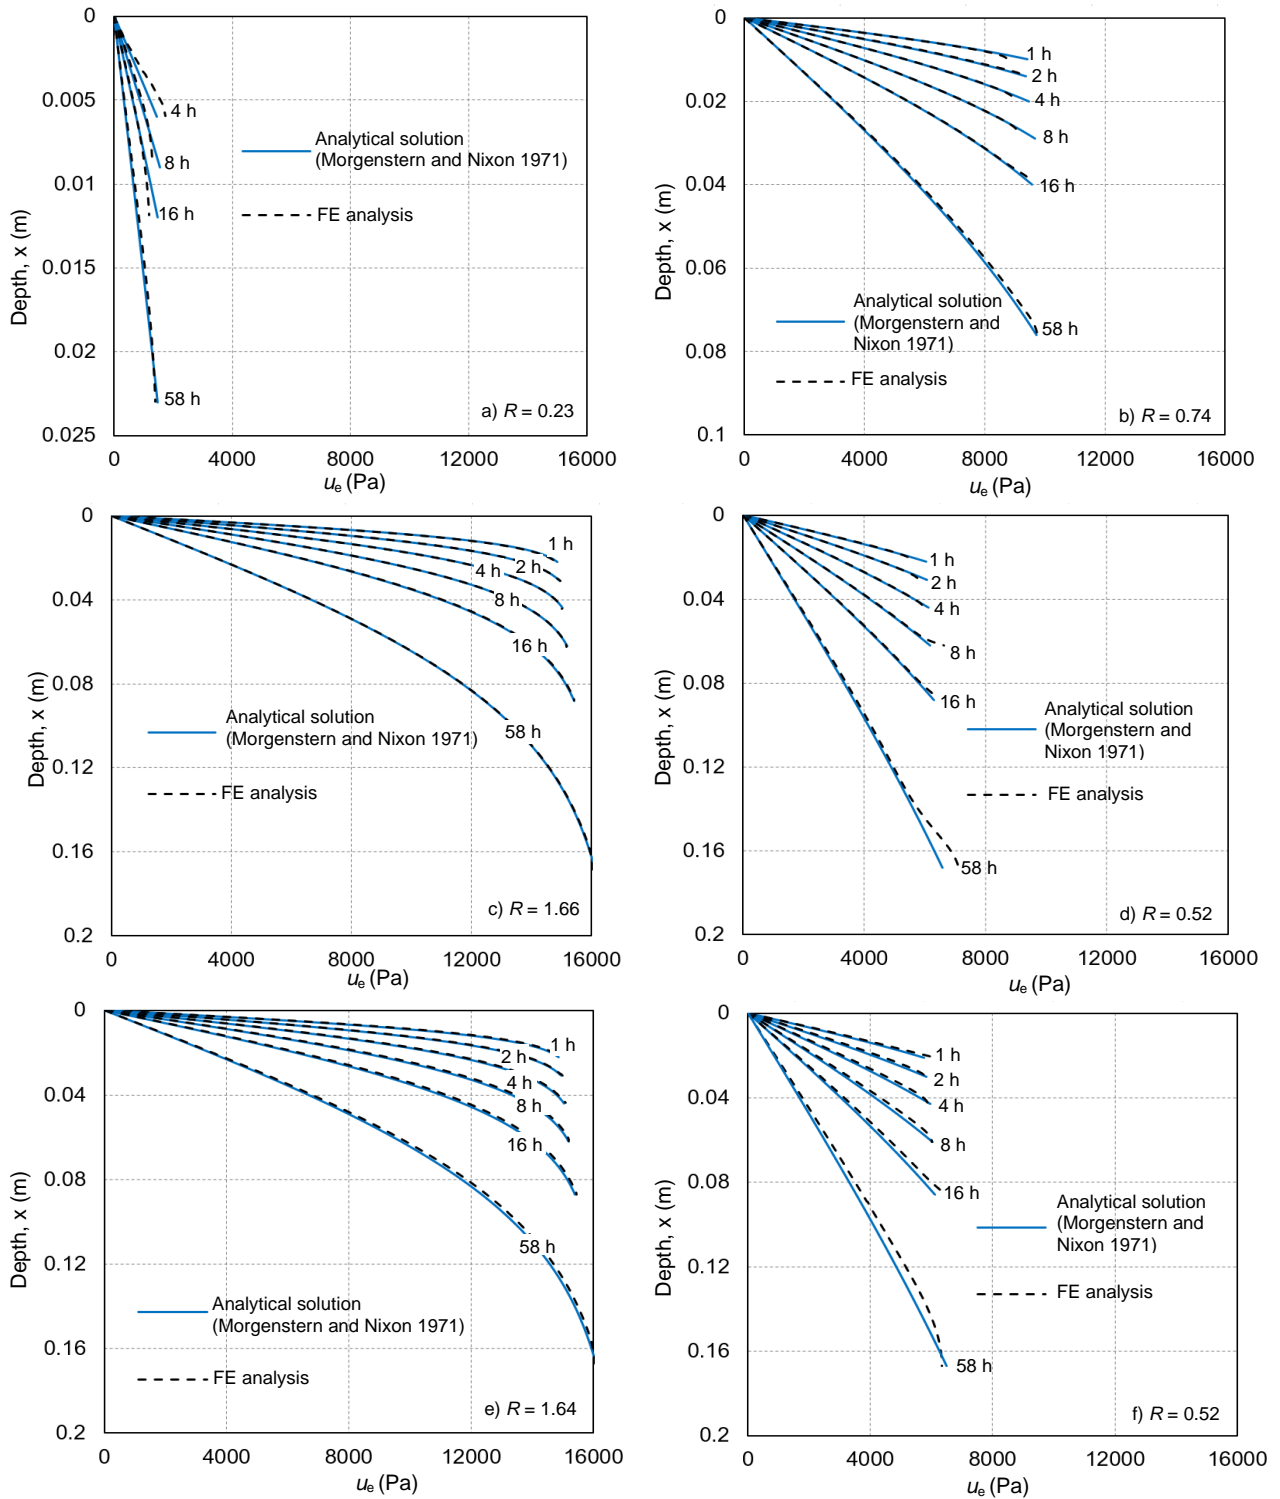 0
0.005
0.01
0.015
0.02
0.025
Depth, x (m)
4 h
8 h
16 h
58 h
Analytical solution
(Morgenstern and Nixon 1971)
FE analysis
a) R = 0.23
0 4000 8000 12000 16000
uₑ (Pa)
0
0.02
0.04
0.06
0.08
0.1
Depth, x (m)
1 h
2 h
4 h
8 h
16 h
58 h
Analytical solution
(Morgenstern and
Nixon 1971)
FE analysis
b) R = 0.74
0 4000 8000 12000 16000
uₑ (Pa)
0
0.04
0.08
0.12
0.16
0.2
Depth, x (m)
1 h
2 h
4 h
8 h
16 h
58 h
Analytical solution
(Morgenstern and Nixon 1971)
FE analysis
c) R = 1.66
0 4000 8000 12000 16000
uₑ (Pa)
0
0.04
0.08
0.12
0.16
0.2
Depth, x (m)
1 h
2 h
4 h
8 h
16 h
58 h
Analytical solution
(Morgenstern and
Nixon 1971)
FE analysis
d) R = 0.52
0 4000 8000 12000 16000
uₑ (Pa)
0
0.04
0.08
0.12
0.16
0.2
Depth, x (m)
1 h
2 h
4 h
8 h
16 h
58 h
Analytical solution
(Morgenstern and Nixon 1971)
FE analysis
e) R = 1.64
0 4000 8000 12000 16000
uₑ (Pa)
0
0.04
0.08
0.12
0.16
0.2
Depth, x (m)
1 h
2 h
4 h
8 h
16 h
58 h
Analytical solution
(Morgenstern and
Nixon 1971)
FE analysis
f) R = 0.52
0 4000 8000 12000 16000
uₑ (Pa)